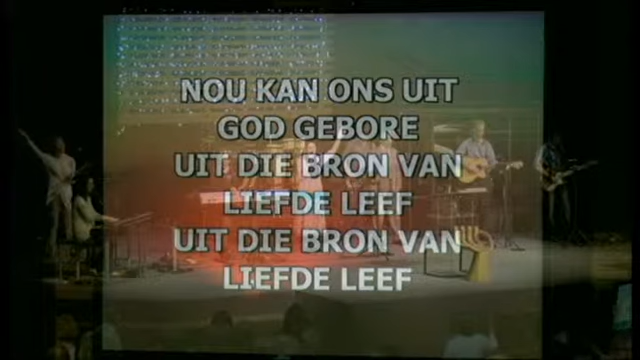 NOU KAN ONS UIT
GOD GEBORE
UIT DIE BRON VAN
LIEFDE LEEF
UIT DIE BRON VAN
LIEFDE LEEF